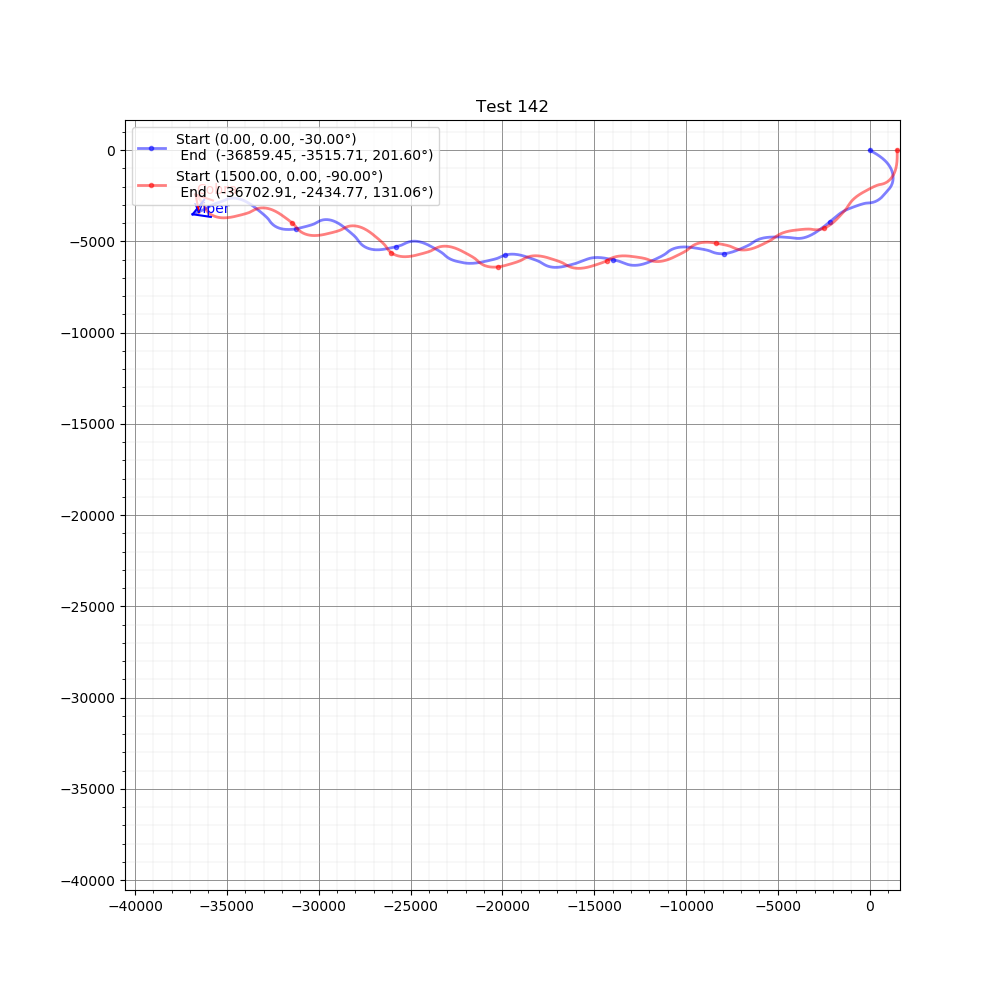 Test 142
Start (0.00, 0.00, -30.00°)
End (-36859.45, -3515.71, 201.60°)
Start (1500.00, 0.00, -90.00°)
End (-36702.91, -2434.77, 131.06°)
Viper
0
−5000
−10000
−15000
−20000
−25000
−30000
−35000
−40000
−40000 −35000 −30000 −25000 −20000 −15000 −10000 −5000 0